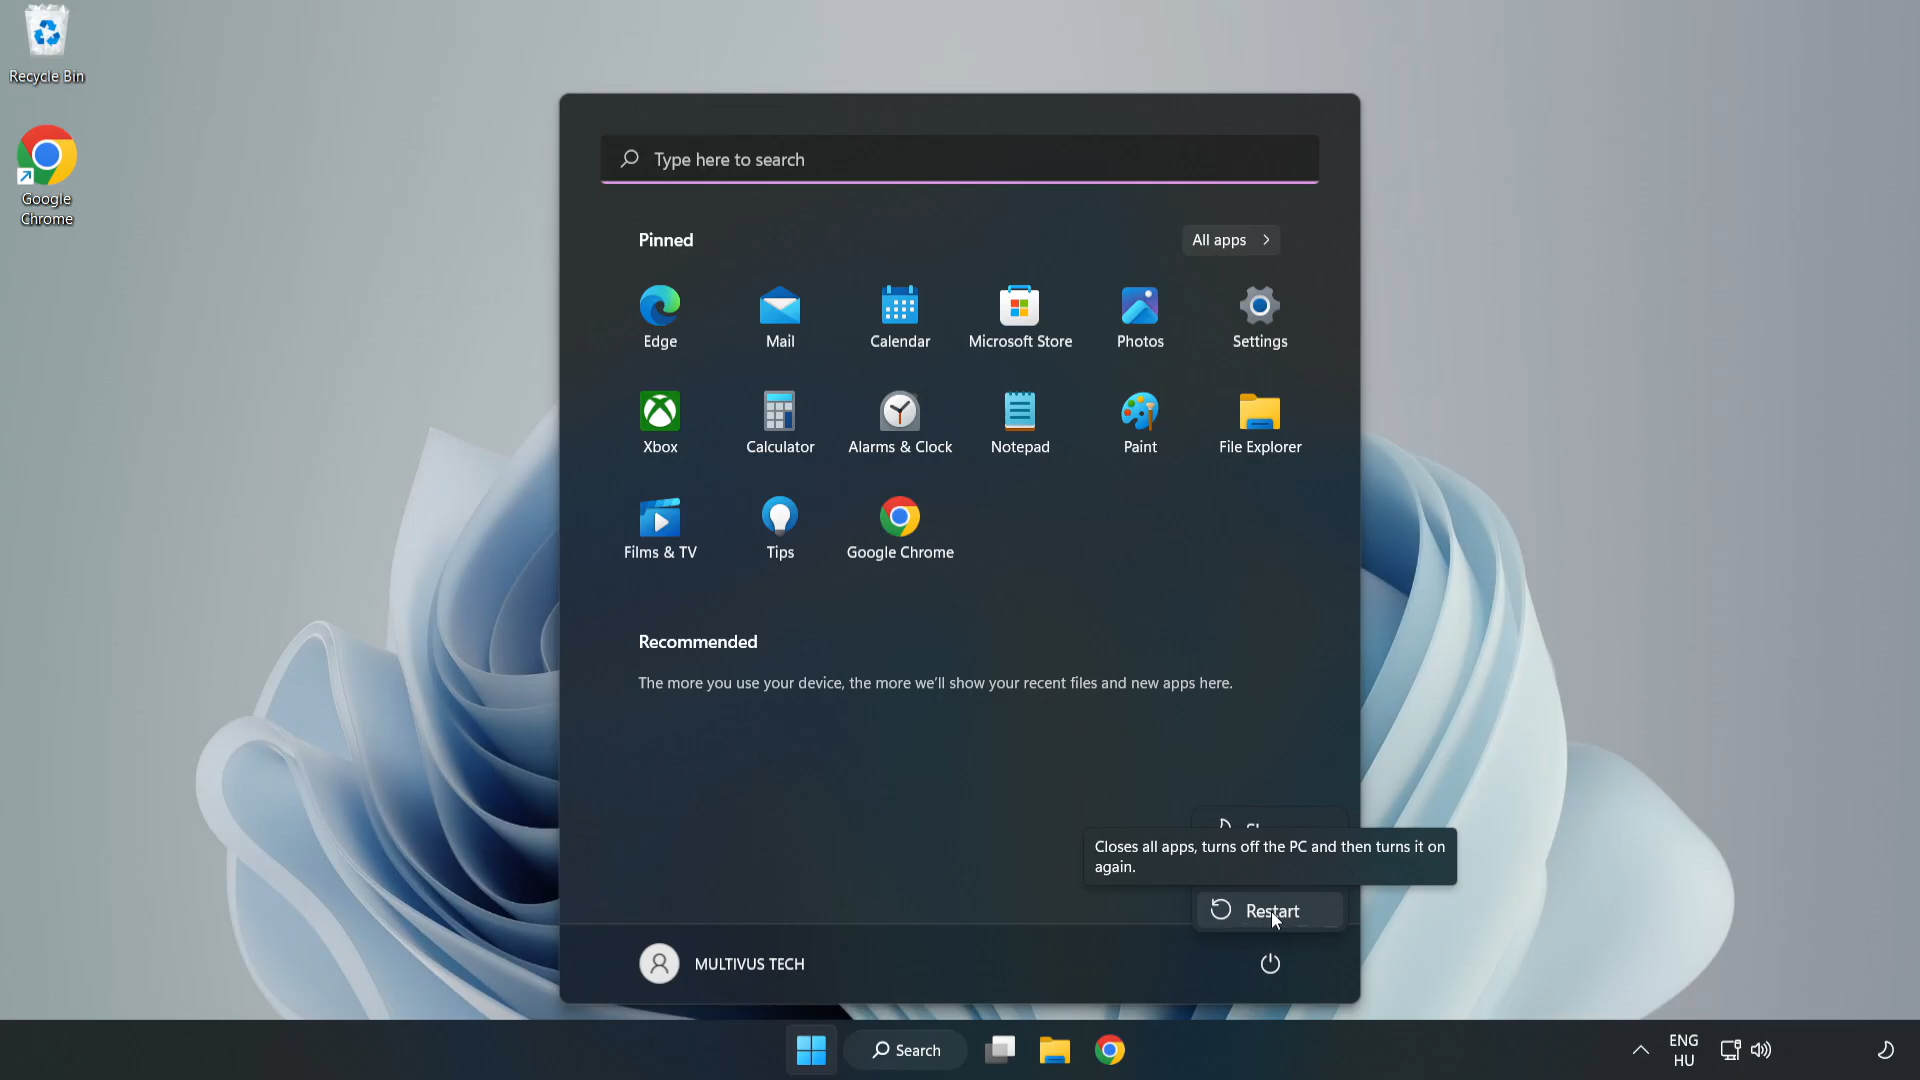 Recycle Bin
Google
Chrome
Type here to search
Pinned
All apps
Edge
Mail
Calendar
Microsoft Store
Photos
Settings
Xbox
Calculator
Alarms & Clock
Notepad
Paint
File Explorer
Films & TV
Tips
Google Chrome
Recommended
The more you use your device, the more we'll show your recent files and new apps here.
Closes all apps, turns off the PC and then turns it on
again.
Restart
MULTIVUS TECH
Search
ENG
HU